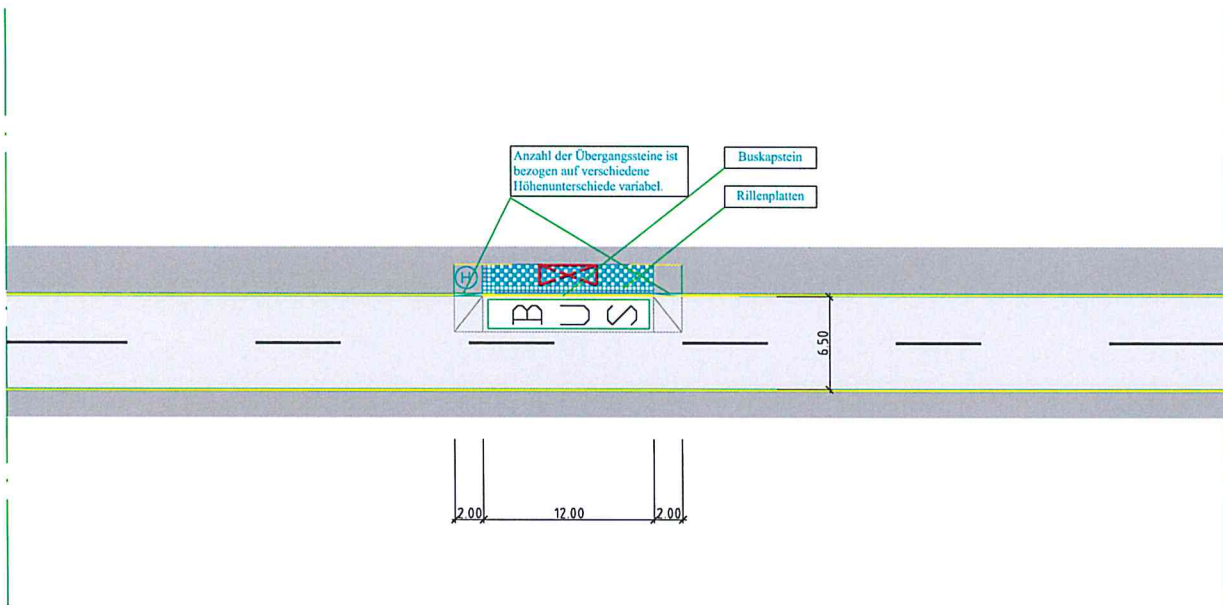 Anzahl der Übergangssteine ist
bezogen auf verschiedene
Höhenunterschiede variabel.
Buskapstein
Rillenplatten
H
BUS
6.50
2.00
12.00
2.00